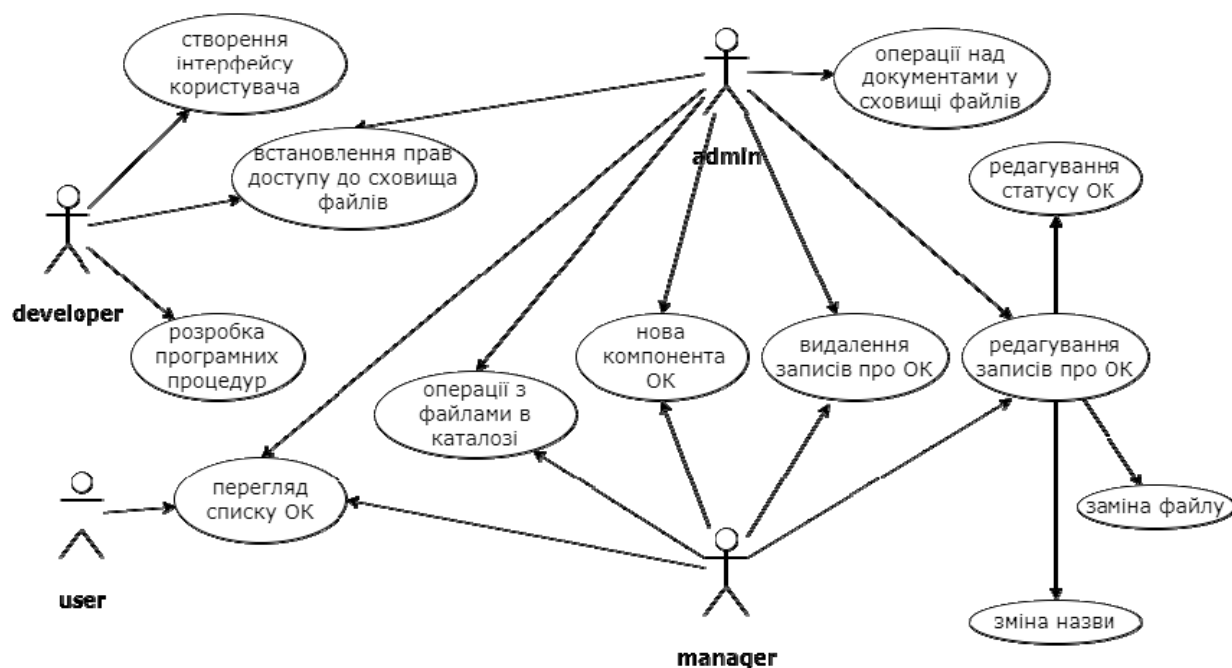 створення
інтерфейсу
користувача
операції над
документами у
сховищі файлів
admin
встановлення прав
доступу до сховища
файлів
редагування
статусу ОК
developer
розробка
програмних
процедур
нова
компонента
ОК
видалення
записів про ОК
редагування
записів про ОК
операції з
файлами в
каталозі
перегляд
списку ОК
заміна файлу
user
зміна назви
manager